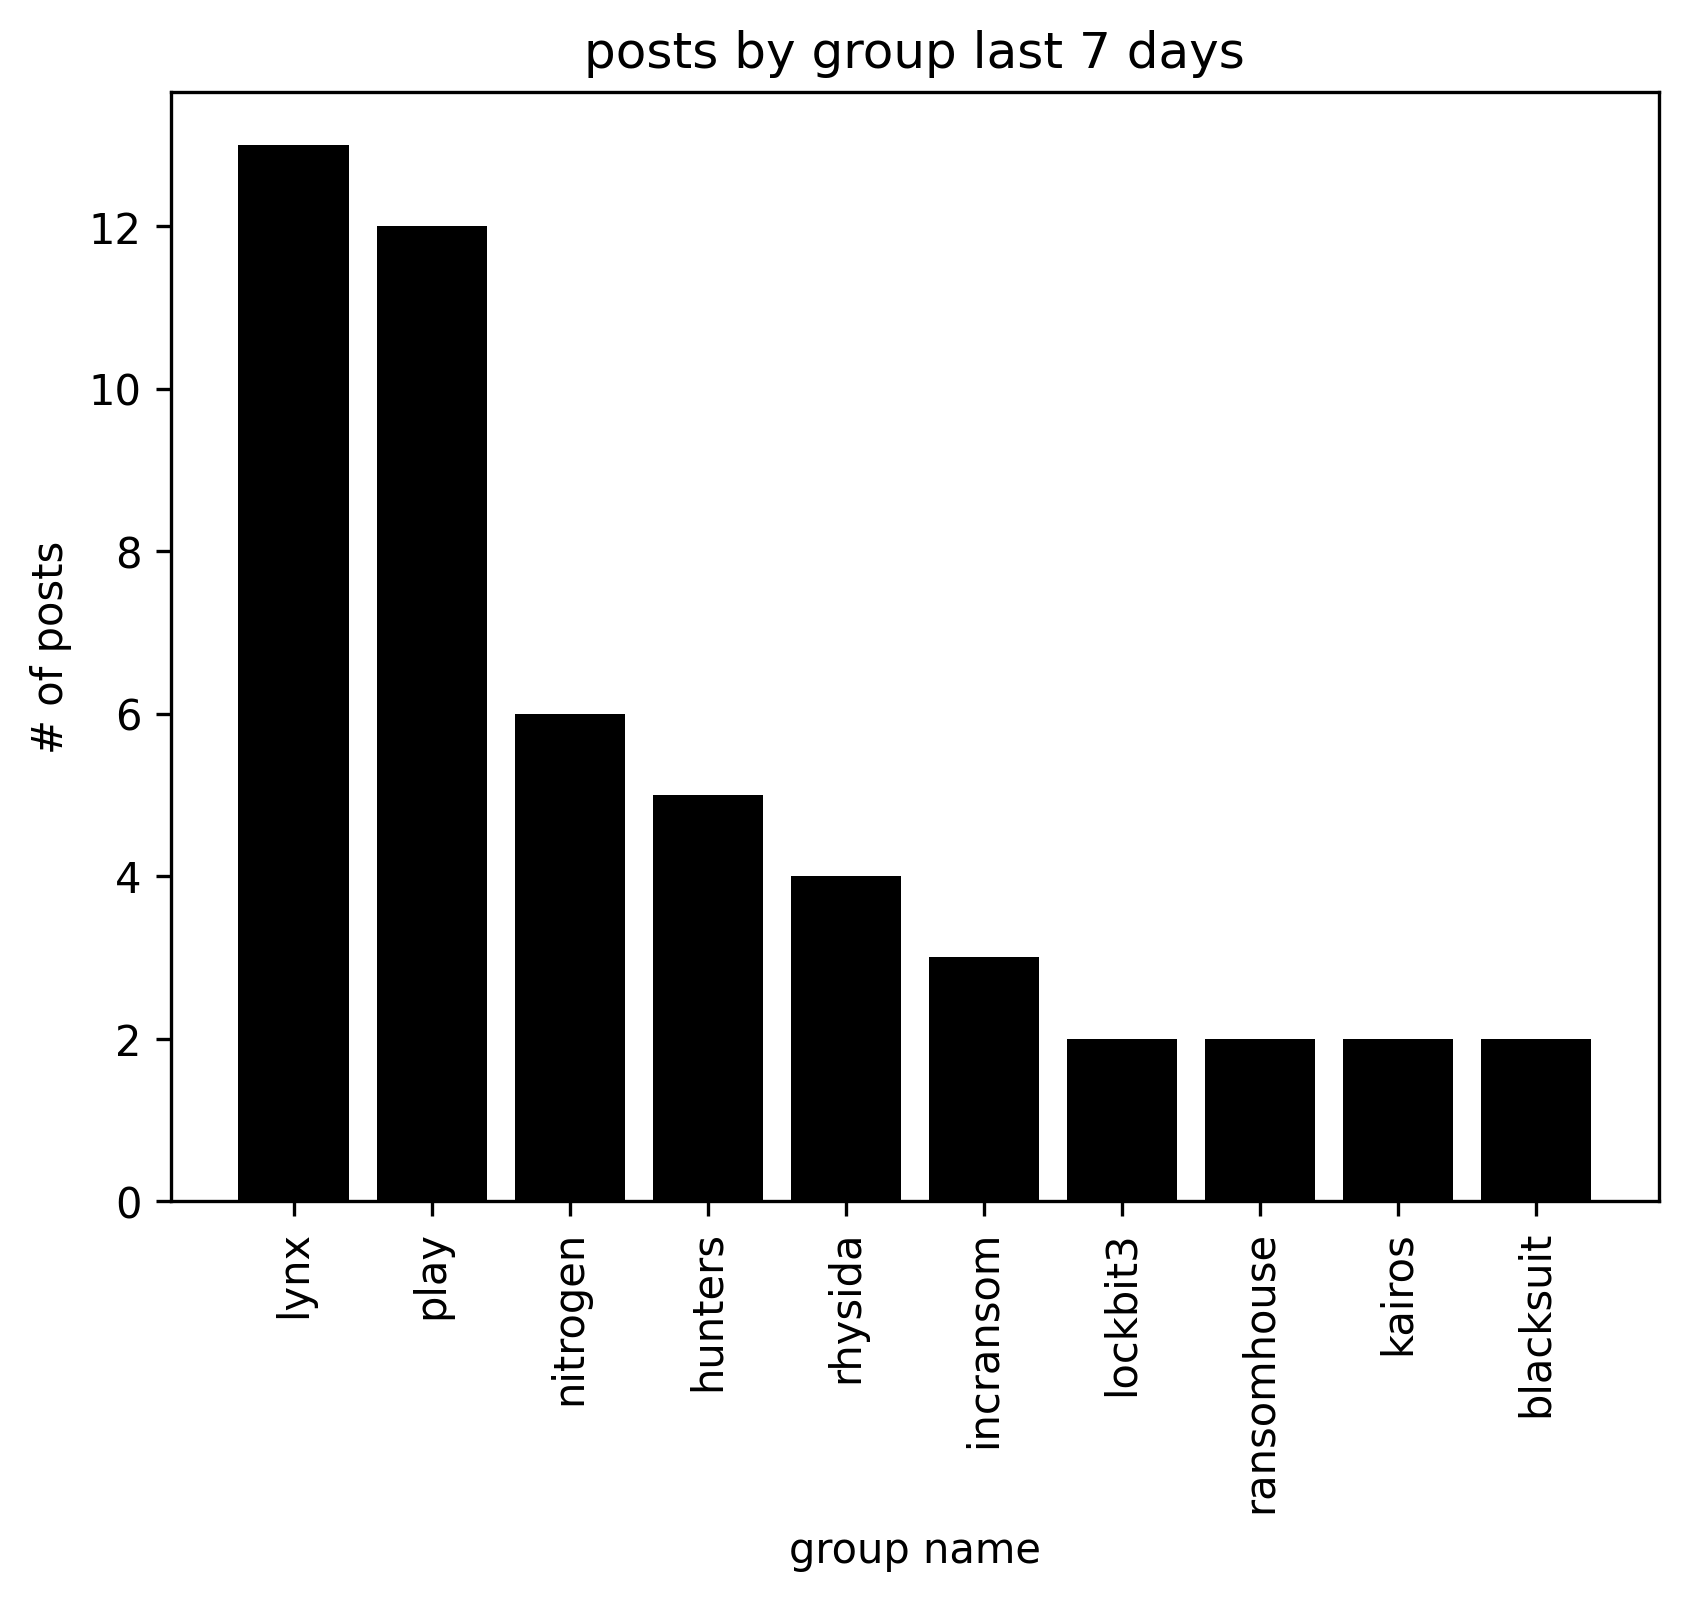 posts by group last 7 days
# of posts
12
10
8
6
4
2
0
lynx
play
nitrogen
hunters
rhysida
incransom
lockbit3
ransomhouse
kairos
blacksuit
group name